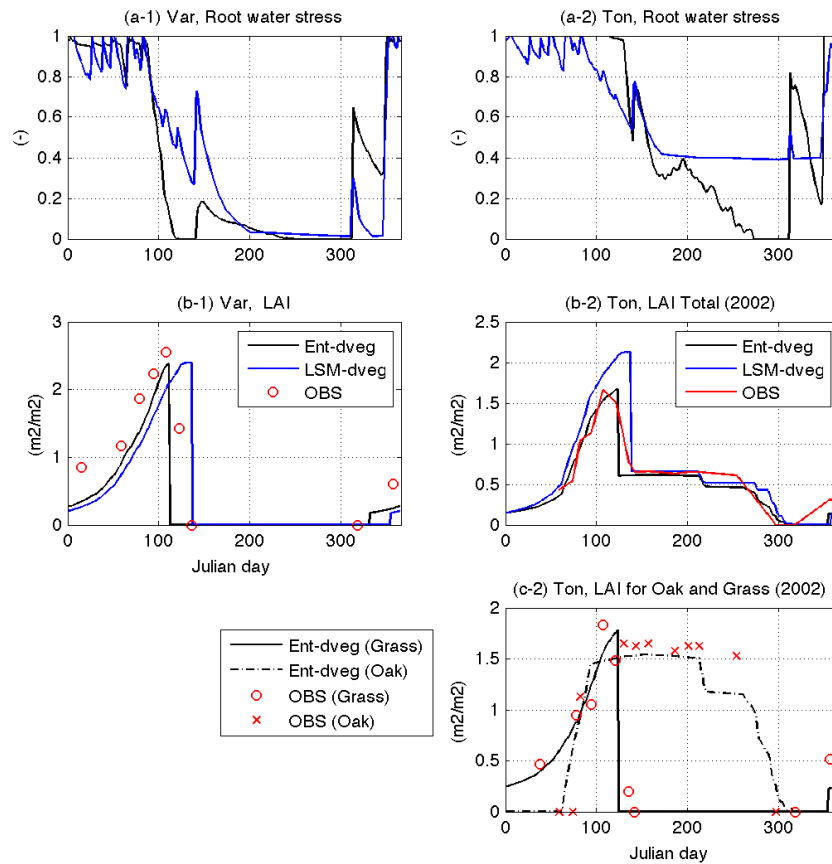 (a-1) Var, Root water stress
1
0.8
0.6
0.4
0.2
0
(-)
0
100
200
300
(a-2) Ton, Root water stress
1
0.8
0.6
0.4
0.2
0
(-)
0
100
200
300
(b-1) Var,  LAI
3
2
1
0
(m2/m2)
Ent-dveg
LSM-dveg
OBS
0
100
200
300
Julian day
(b-2) Ton, LAI Total (2002)
2.5
2
1.5
1
0.5
0
(m2/m2)
Ent-dveg
LSM-dveg
OBS
0
100
200
300
Ent-dveg (Grass)
Ent-dveg (Oak)
OBS (Grass)
OBS (Oak)
(c-2) Ton, LAI for Oak and Grass (2002)
2
1.5
1
0.5
0
(m2/m2)
0
100
200
300
Julian day